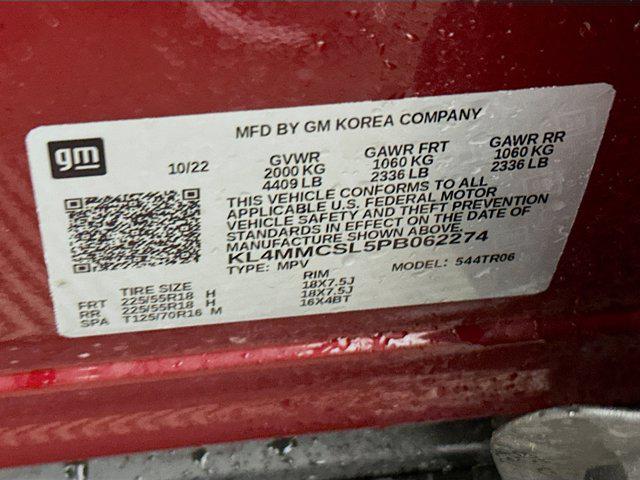 MFD BY GM KOREA COMPANY
gm
10/22
GVWR GAWR FRT GAWR RR
2000 KG 1060 KG 1060 KG
4409 LB 2336 LB 2336 LB
THIS VEHICLE CONFORMS TO ALL
APPLICABLE U.S. FEDERAL MOTOR
VEHICLE SAFETY AND THEFT PREVENTION
STANDARDS IN EFFECT ON THE DATE OF
MANUFACTURE SHOWN ABOVE.
KL4MMCSL5PB062274
TYPE: MPV MODEL: 544TR06
TIRE SIZE RIM
FRT 225/55R18 H 18X7.5J
RR 225/55R18 H 18X7.5J
SPA T125/70R16 M 16X4BT